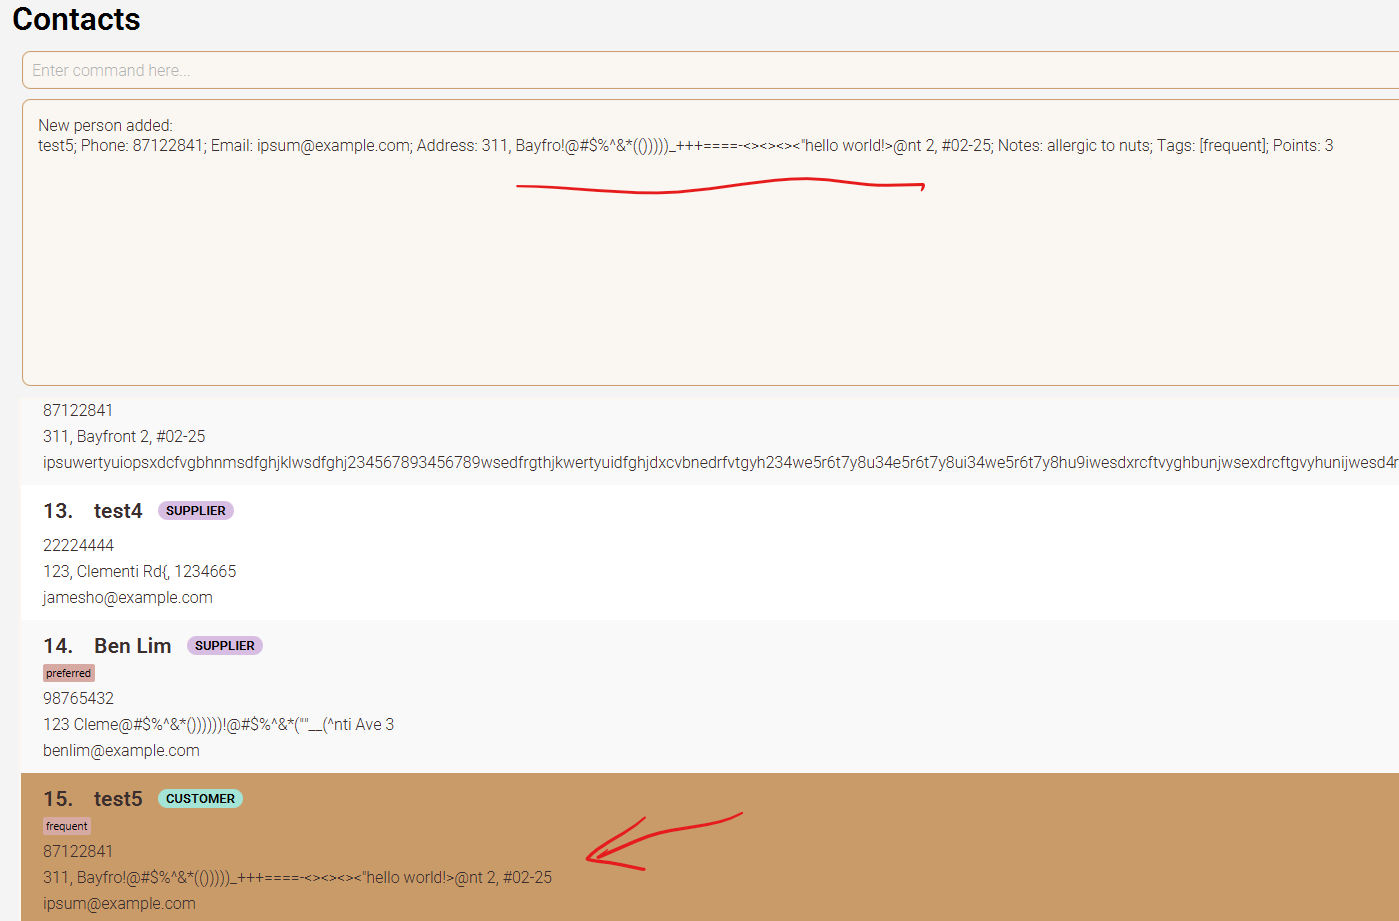 Contacts
Enter command here...
New person added:
test5; Phone: 87122841; Email: ipsum@example.com; Address: 311, Bayfro!@#$%^&*(()))))_+++====-<><><><"hello world!>@nt 2, #02-25; Notes: allergic to nuts; Tags: [frequent]; Points: 3
87122841
311, Bayfront 2, #02-25
ipsuwertyuiopsxdcfvgbhnmsdfghjklwsdfghj234567893456789wsedfrgthjkwertyuidfghjdxcvbnedrfvtgyh234we5r6t7y8u34e5r6t7y8ui34we5r6t7y8hu9iwesdxrcftvyghbunjwsexdrcftgvyhunijwesd4r
13. test4 SUPPLIER
22224444
123, Clementi Rd{, 1234665
jamesho@example.com
14. Ben Lim SUPPLIER
preferred
98765432
123 Cleme@#$%^&*())))))!@#$%^&*(""__(^nti Ave 3
benlim@example.com
15. test5 CUSTOMER
frequent
87122841
311, Bayfro!@#$%^&*(()))))_+++====-<><><><"hello world!>@nt 2, #02-25
ipsum@example.com